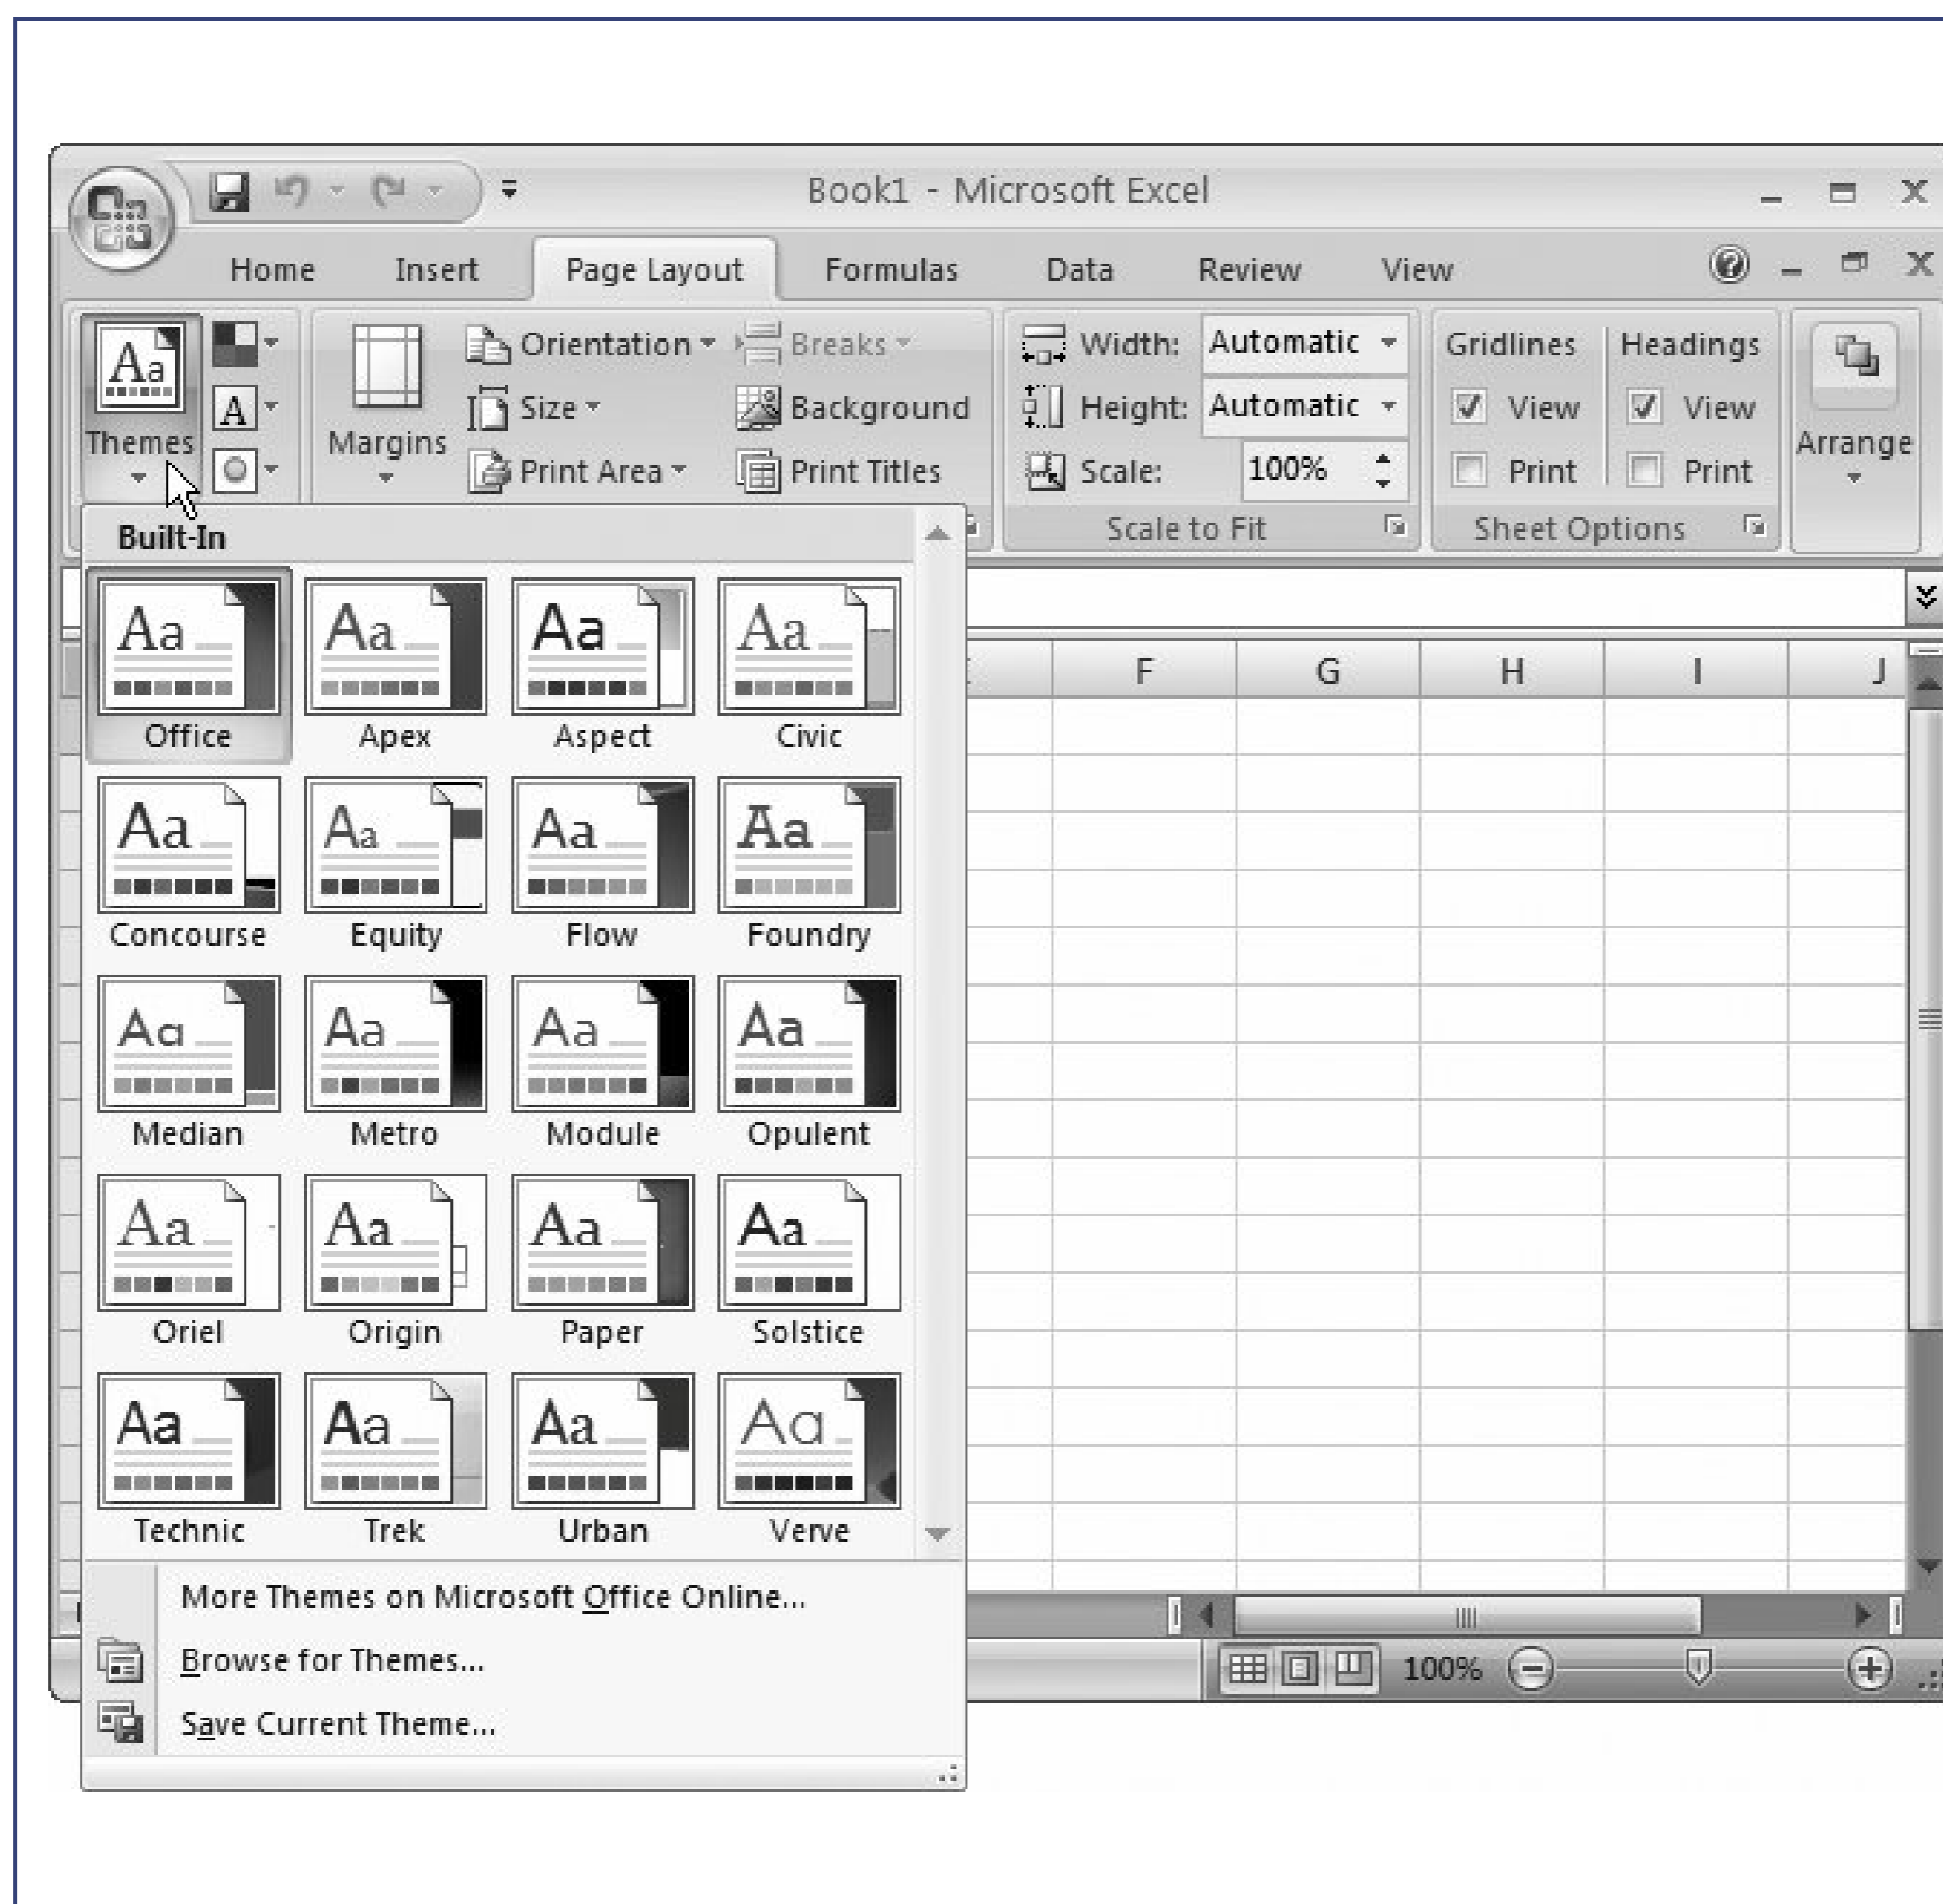 Book1 - Microsoft Excel
Home Insert Page Layout Formulas Data Review View
Themes
Margins
Orientation
Size
Print Area
Breaks
Background
Print Titles
Width: Automatic
Height: Automatic
Scale: 100%
Scale to Fit
Gridlines Headings
View View
Print Print
Sheet Options
Arrange
Built-In
Aa Aa Aa Aa
Office Apex Aspect Civic
Aa Aa Aa Aa
Concourse Equity Flow Foundry
Aa Aa Aa Aa
Median Metro Module Opulent
Aa Aa Aa Aa
Oriel Origin Paper Solstice
Aa Aa Aa Aa
Technic Trek Urban Verve
More Themes on Microsoft Office Online...
Browse for Themes...
Save Current Theme...
F G H I J
100%